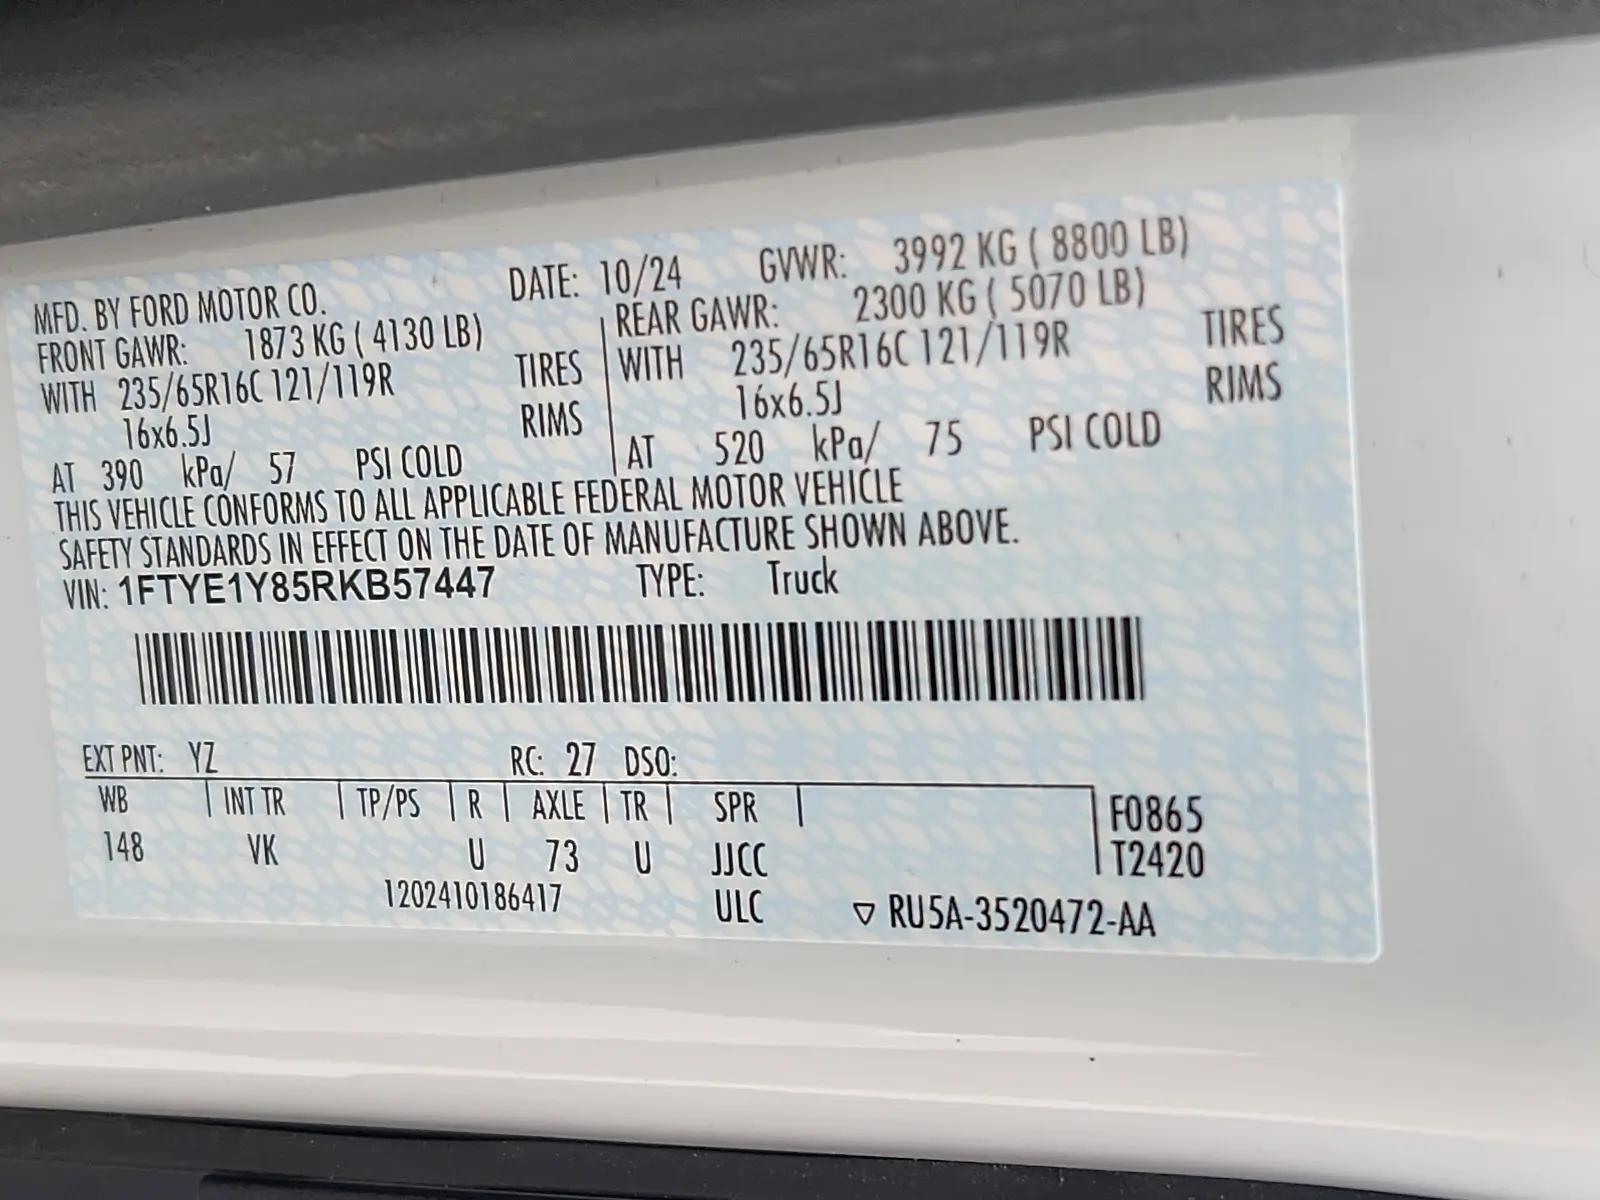 MFD. BY FORD MOTOR CO. DATE: 10/24 GVWR: 3992 KG ( 8800 LB)
FRONT GAWR: 1873 KG ( 4130 LB) REAR GAWR: 2300 KG ( 5070 LB)
WITH 235/65R16C 121/119R TIRES WITH 235/65R16C 121/119R TIRES
16x6.5J RIMS 16x6.5J RIMS
AT 390 kPa/ 57 PSI COLD AT 520 kPa/ 75 PSI COLD
THIS VEHICLE CONFORMS TO ALL APPLICABLE FEDERAL MOTOR VEHICLE
SAFETY STANDARDS IN EFFECT ON THE DATE OF MANUFACTURE SHOWN ABOVE.
VIN: 1FTYE1Y85RKB57447 TYPE: Truck
EXT PNT: YZ RC: 27 DSO:
WB INT TR TP/PS R AXLE TR SPR F0865
148 VK U 73 U JJCC T2420
1202410186417 ULC ▽ RU5A-3520472-AA